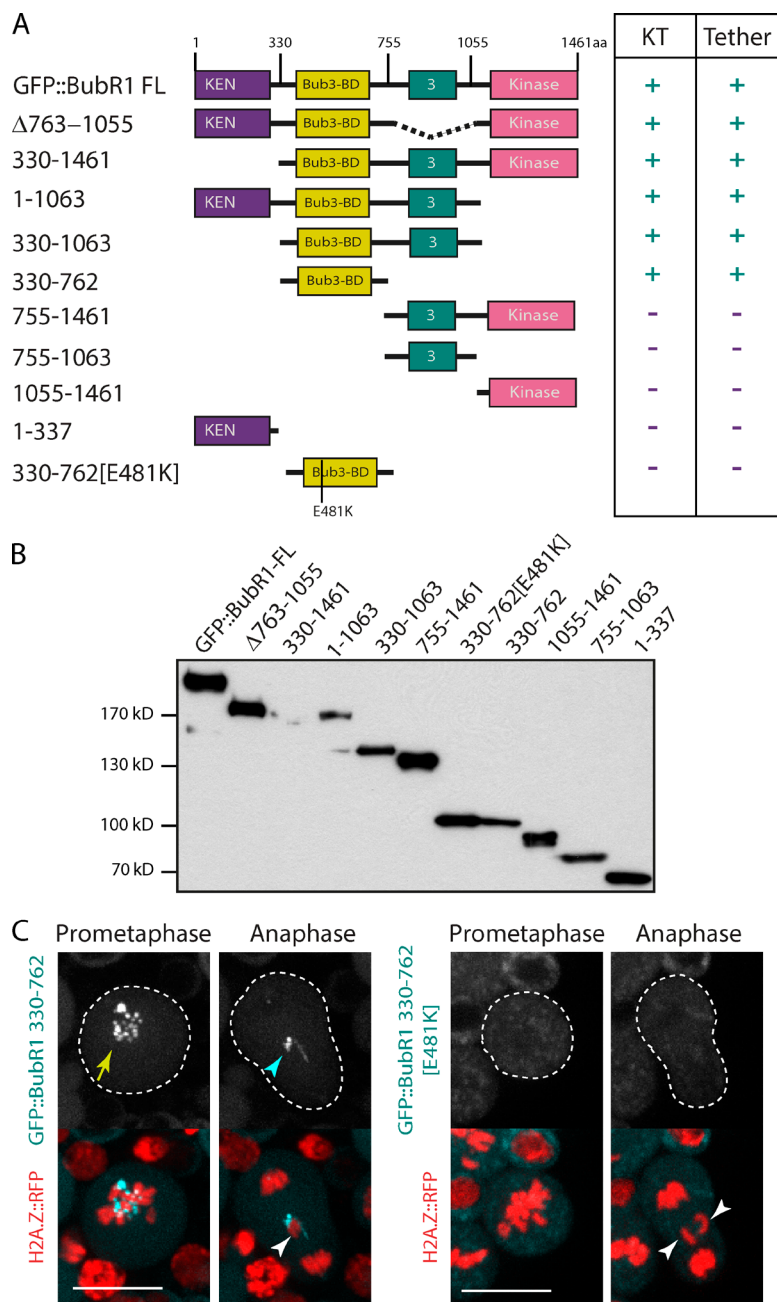 A
1 330 755 1055 1461aa KT Tether
GFP::BubR1 FL KEN Bub3-BD 3 Kinase + +
Δ763–1055 KEN Bub3-BD Kinase + +
330-1461 Bub3-BD 3 Kinase + +
1-1063 KEN Bub3-BD 3 + +
330-1063 Bub3-BD 3 + +
330-762 Bub3-BD + +
755-1461 3 Kinase - -
755-1063 3 - -
1055-1461 Kinase - -
1-337 KEN - -
330-762[E481K] Bub3-BD - -
E481K
B
GFP::BubR1-FL Δ763-1055 330-1461 1-1063 330-1063 755-1461 330-762[E481K] 330-762 1055-1461 755-1063 1-337
170 kD
130 kD
100 kD
70 kD
C
Prometaphase Anaphase Prometaphase Anaphase
GFP::BubR1 330-762
H2A.Z::RFP
GFP::BubR1 330-762
[E481K]
H2A.Z::RFP